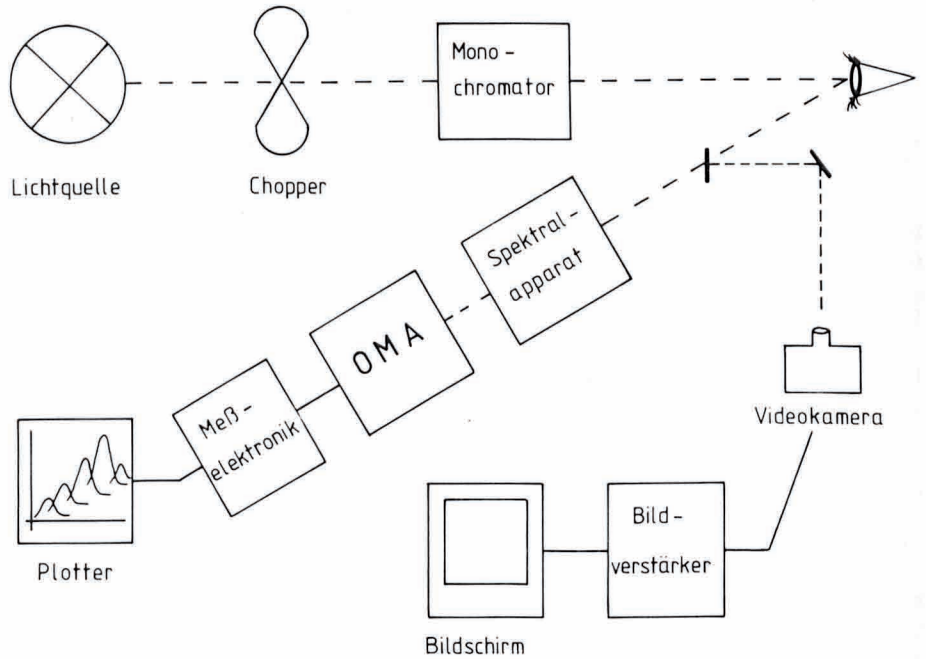 Mono-
chromator
Lichtquelle
Chopper
Spektral-
apparat
OMA
Meß-
elektronik
Videokamera
Plotter
Bild-
verstärker
Bildschirm